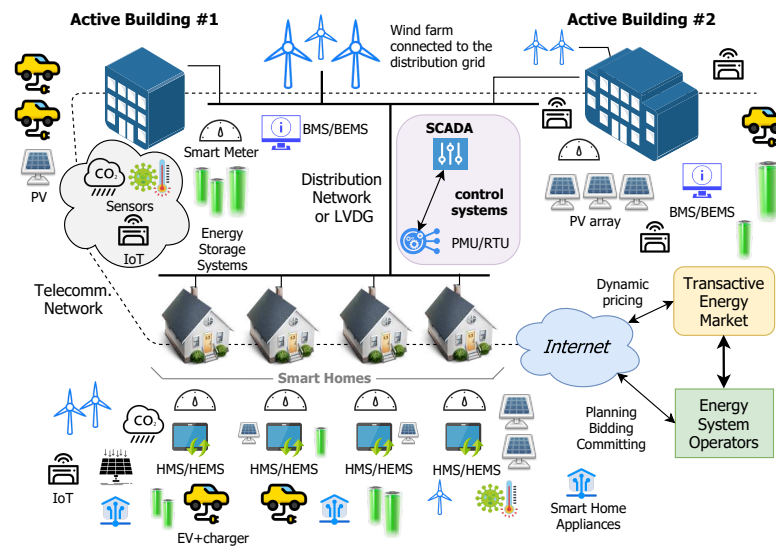 Active Building #1
Wind farm
connected to the
distribution grid
Active Building #2
PV
CO₂
Sensors
IoT
Smart Meter
BMS/BEMS
Energy
Storage
Systems
Distribution
Network
or LVDG
SCADA
control
systems
PMU/RTU
PV array
BMS/BEMS
Telecomm.
Network
Dynamic
pricing
Transactive
Energy
Market
Internet
Smart Homes
Planning
Bidding
Committing
Energy
System
Operators
CO₂
IoT
HMS/HEMS
HMS/HEMS
HMS/HEMS
HMS/HEMS
EV+charger
Smart Home
Appliances